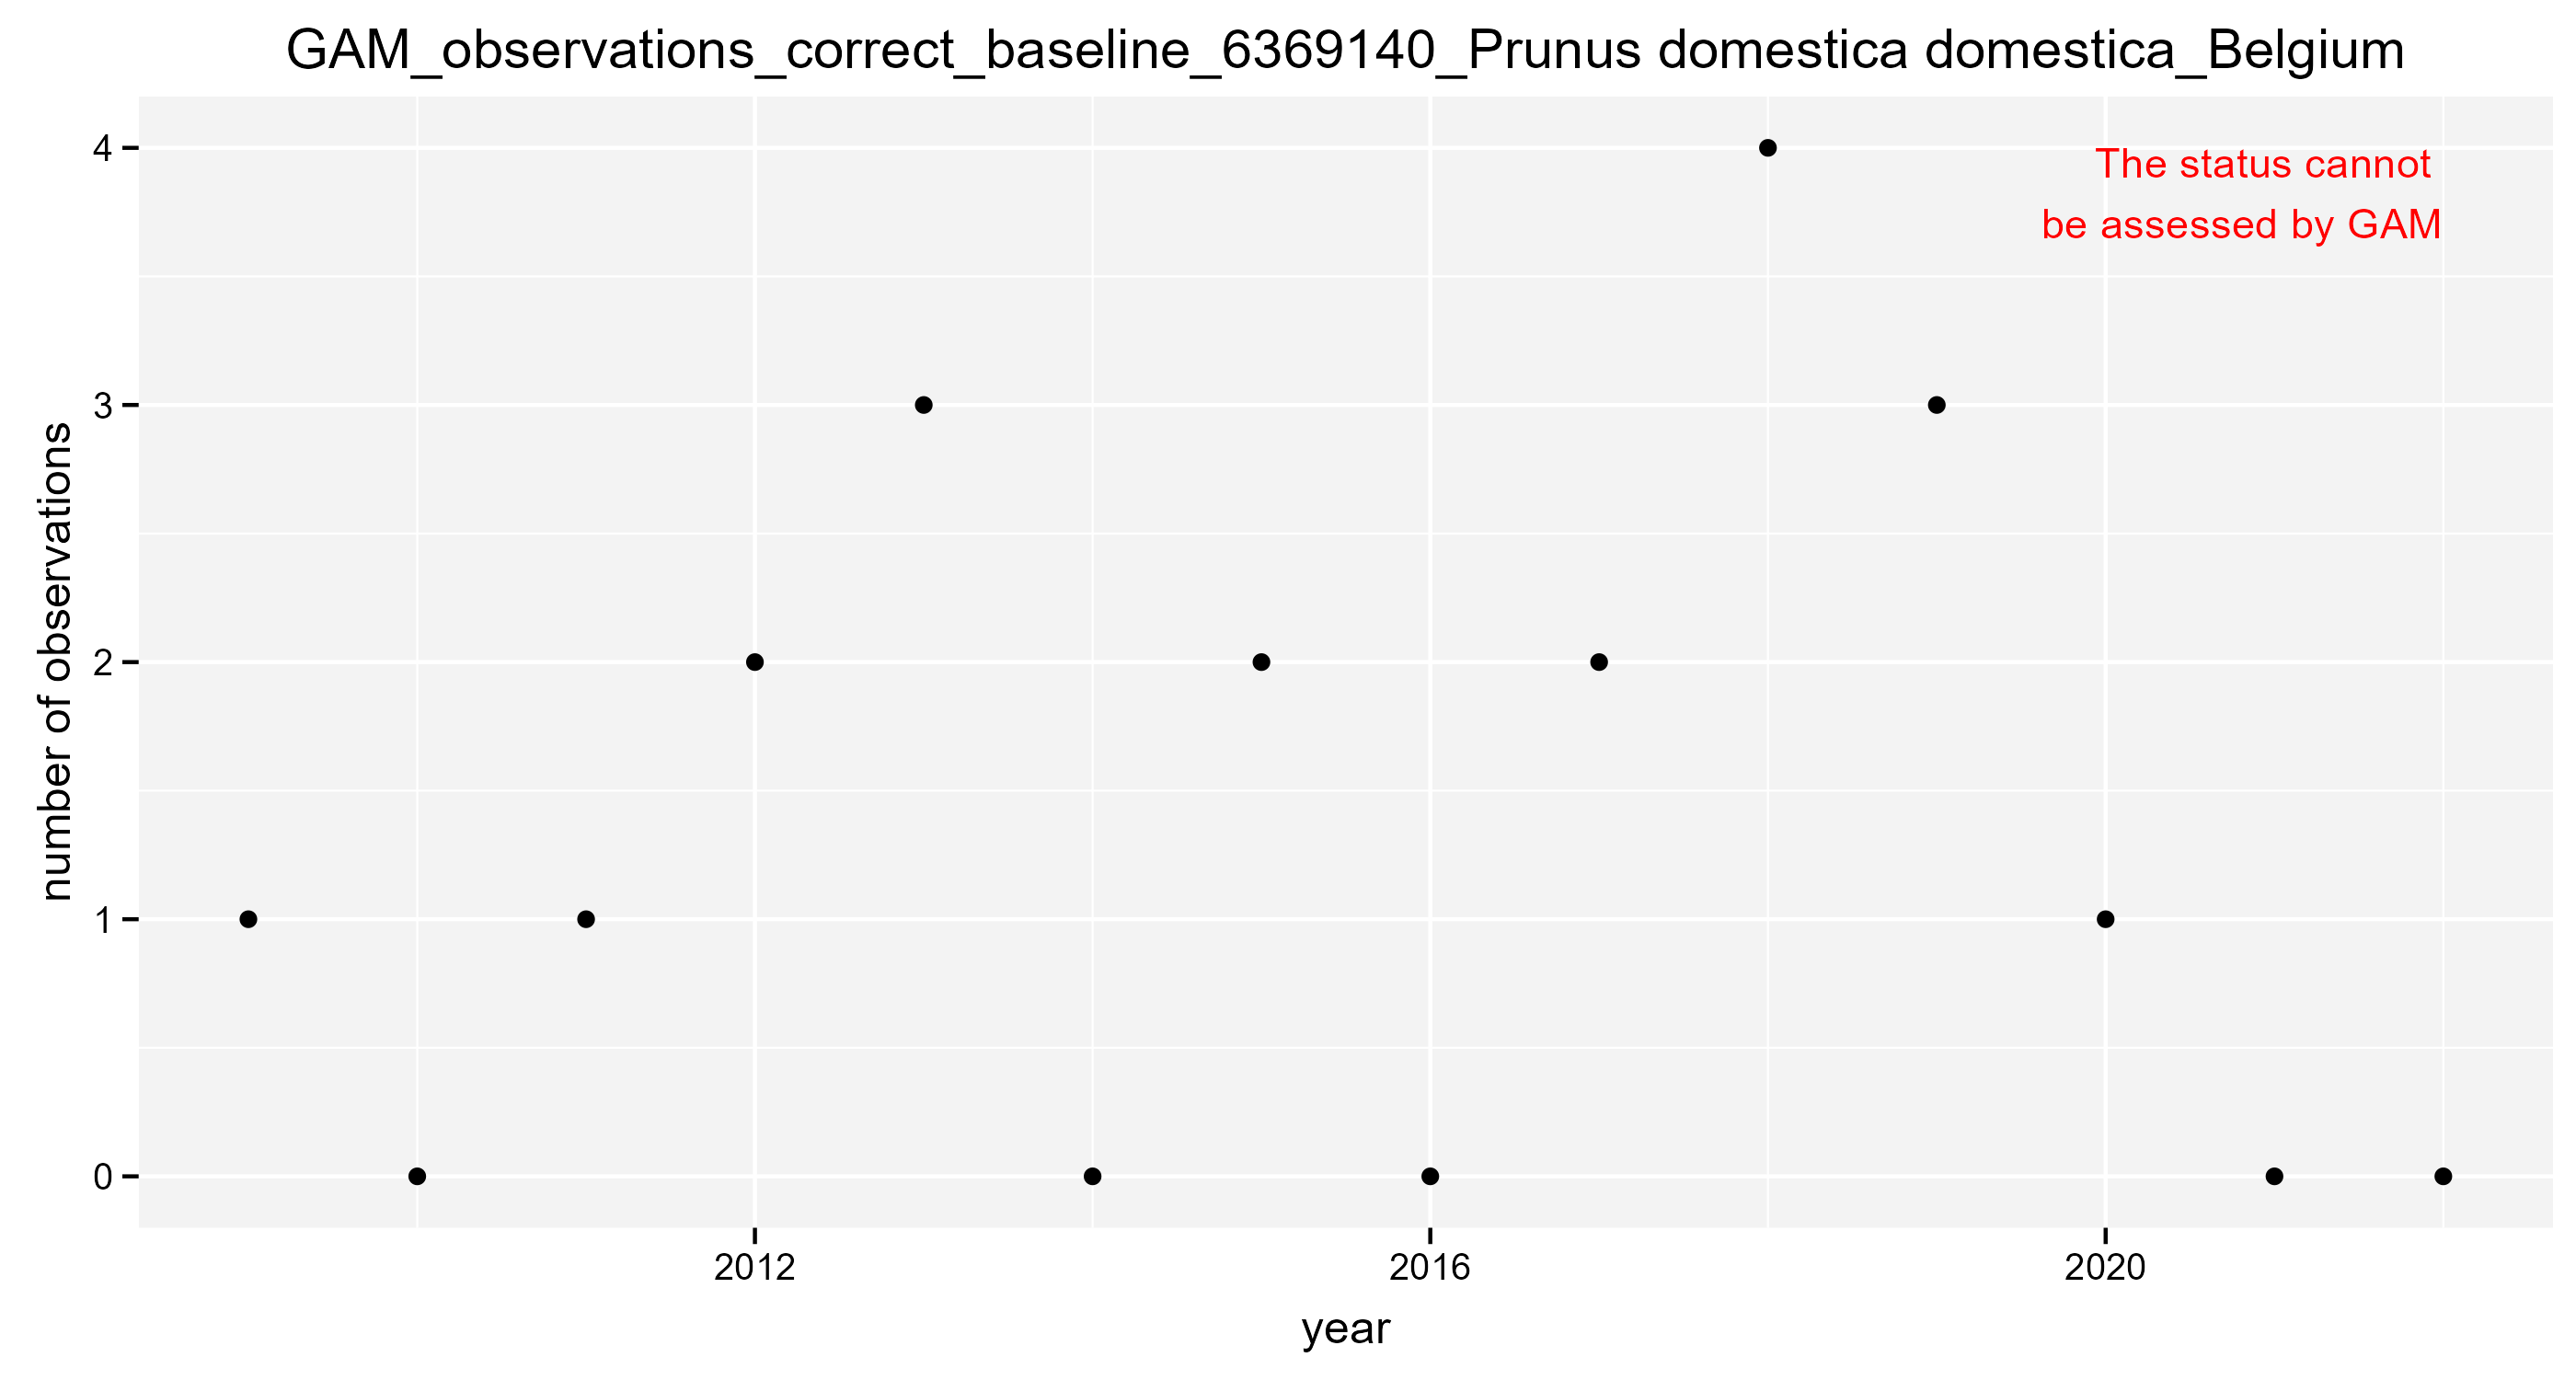 GAM_observations_correct_baseline_6369140_Prunus domestica domestica_Belgium
The status cannot
be assessed by GAM
number of observations
4
3
2
1
0
2012
2016
2020
year